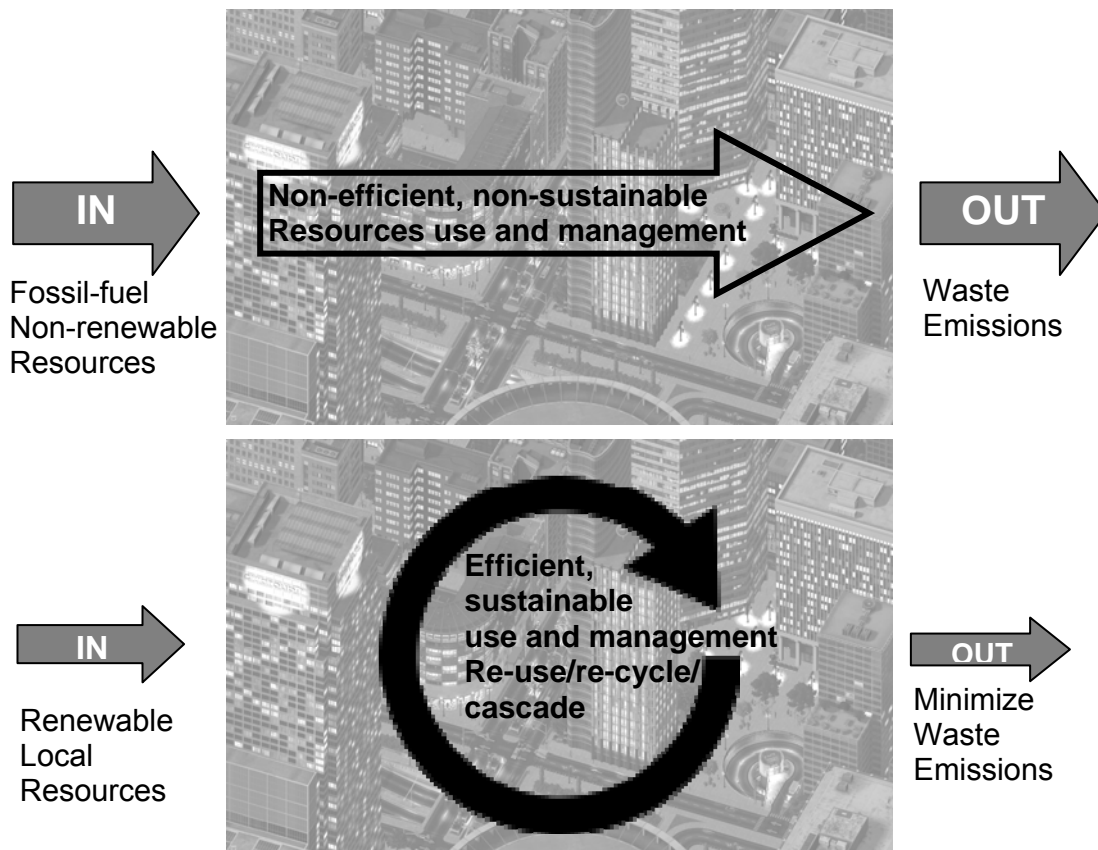 IN
Fossil-fuel
Non-renewable
Resources
Non-efficient, non-sustainable
Resources use and management
OUT
Waste
Emissions
IN
Renewable
Local
Resources
Efficient,
sustainable
use and management
Re-use/re-cycle/
cascade
OUT
Minimize
Waste
Emissions